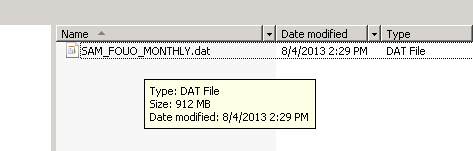 Name Date modified Type
SAM_FOUO_MONTHLY.dat 8/4/2013 2:29 PM DAT File
Type: DAT File
Size: 912 MB
Date modified: 8/4/2013 2:29 PM